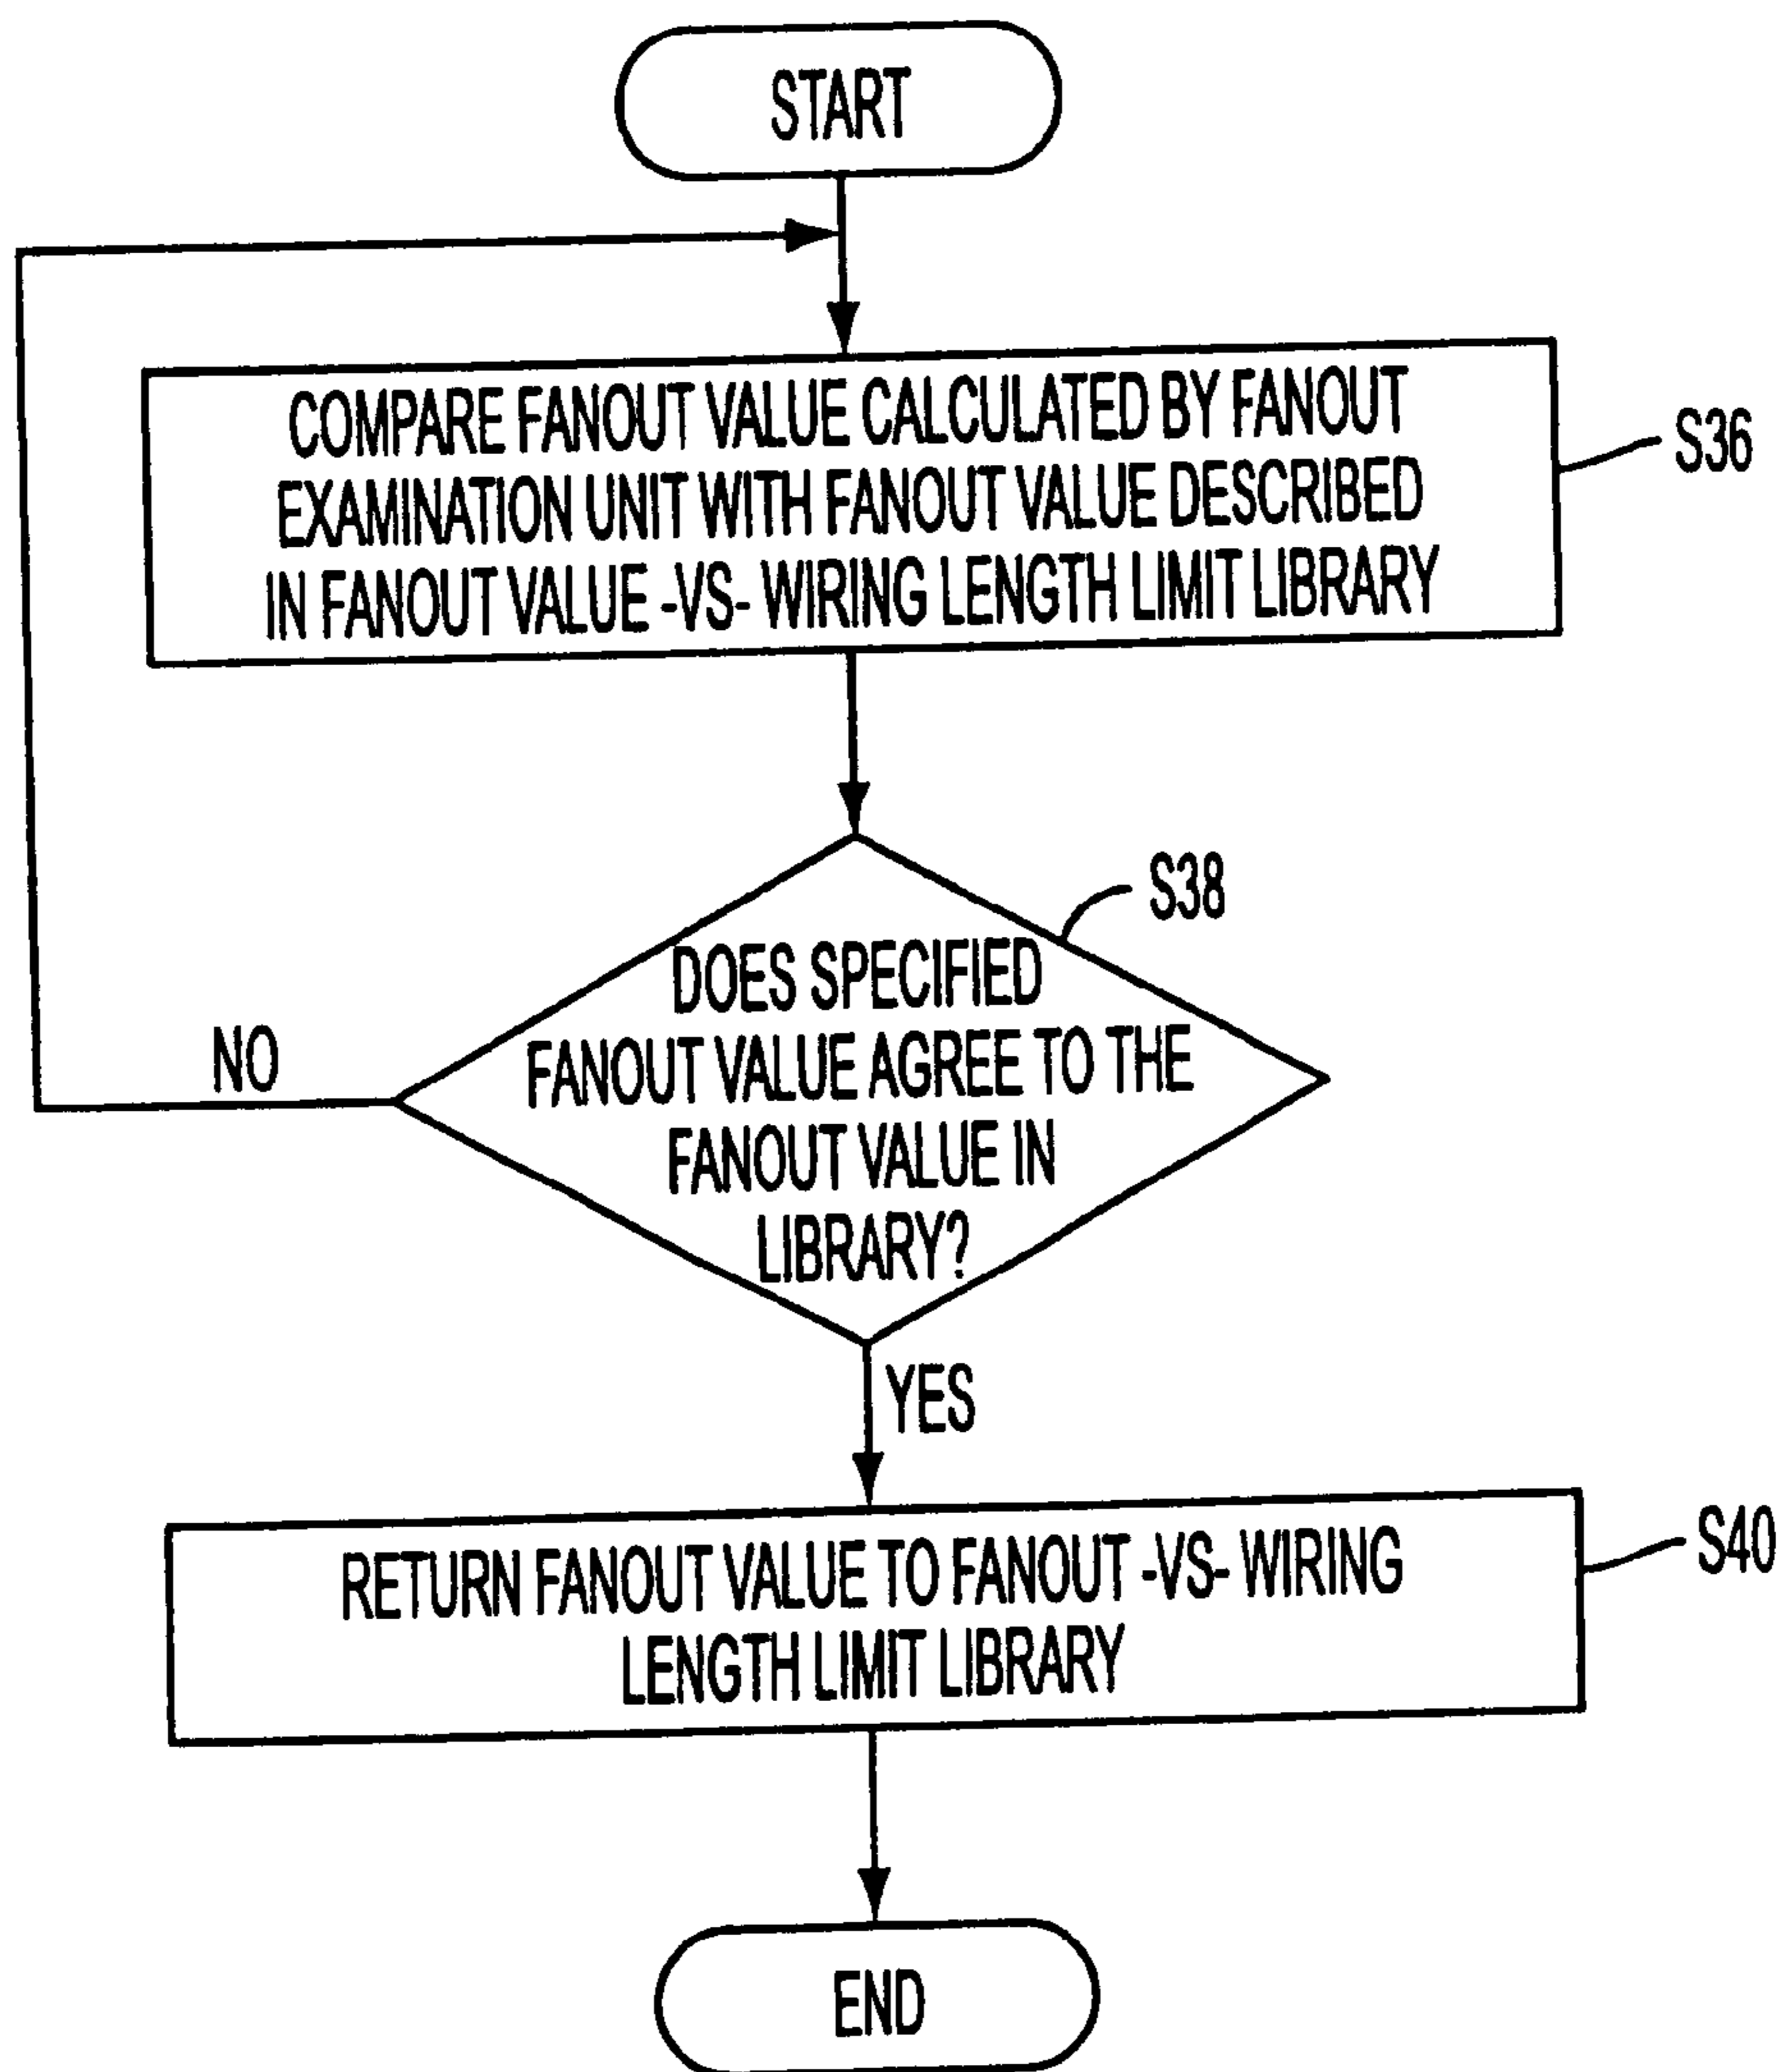 START
COMPARE FANOUT VALUE CALCULATED BY FANOUT
EXAMINATION UNIT WITH FANOUT VALUE DESCRIBED
IN FANOUT VALUE -VS- WIRING LENGTH LIMIT LIBRARY
S36
S38
DOES SPECIFIED
FANOUT VALUE AGREE TO THE
FANOUT VALUE IN
LIBRARY?
NO
YES
RETURN FANOUT VALUE TO FANOUT -VS- WIRING
LENGTH LIMIT LIBRARY
S40
END